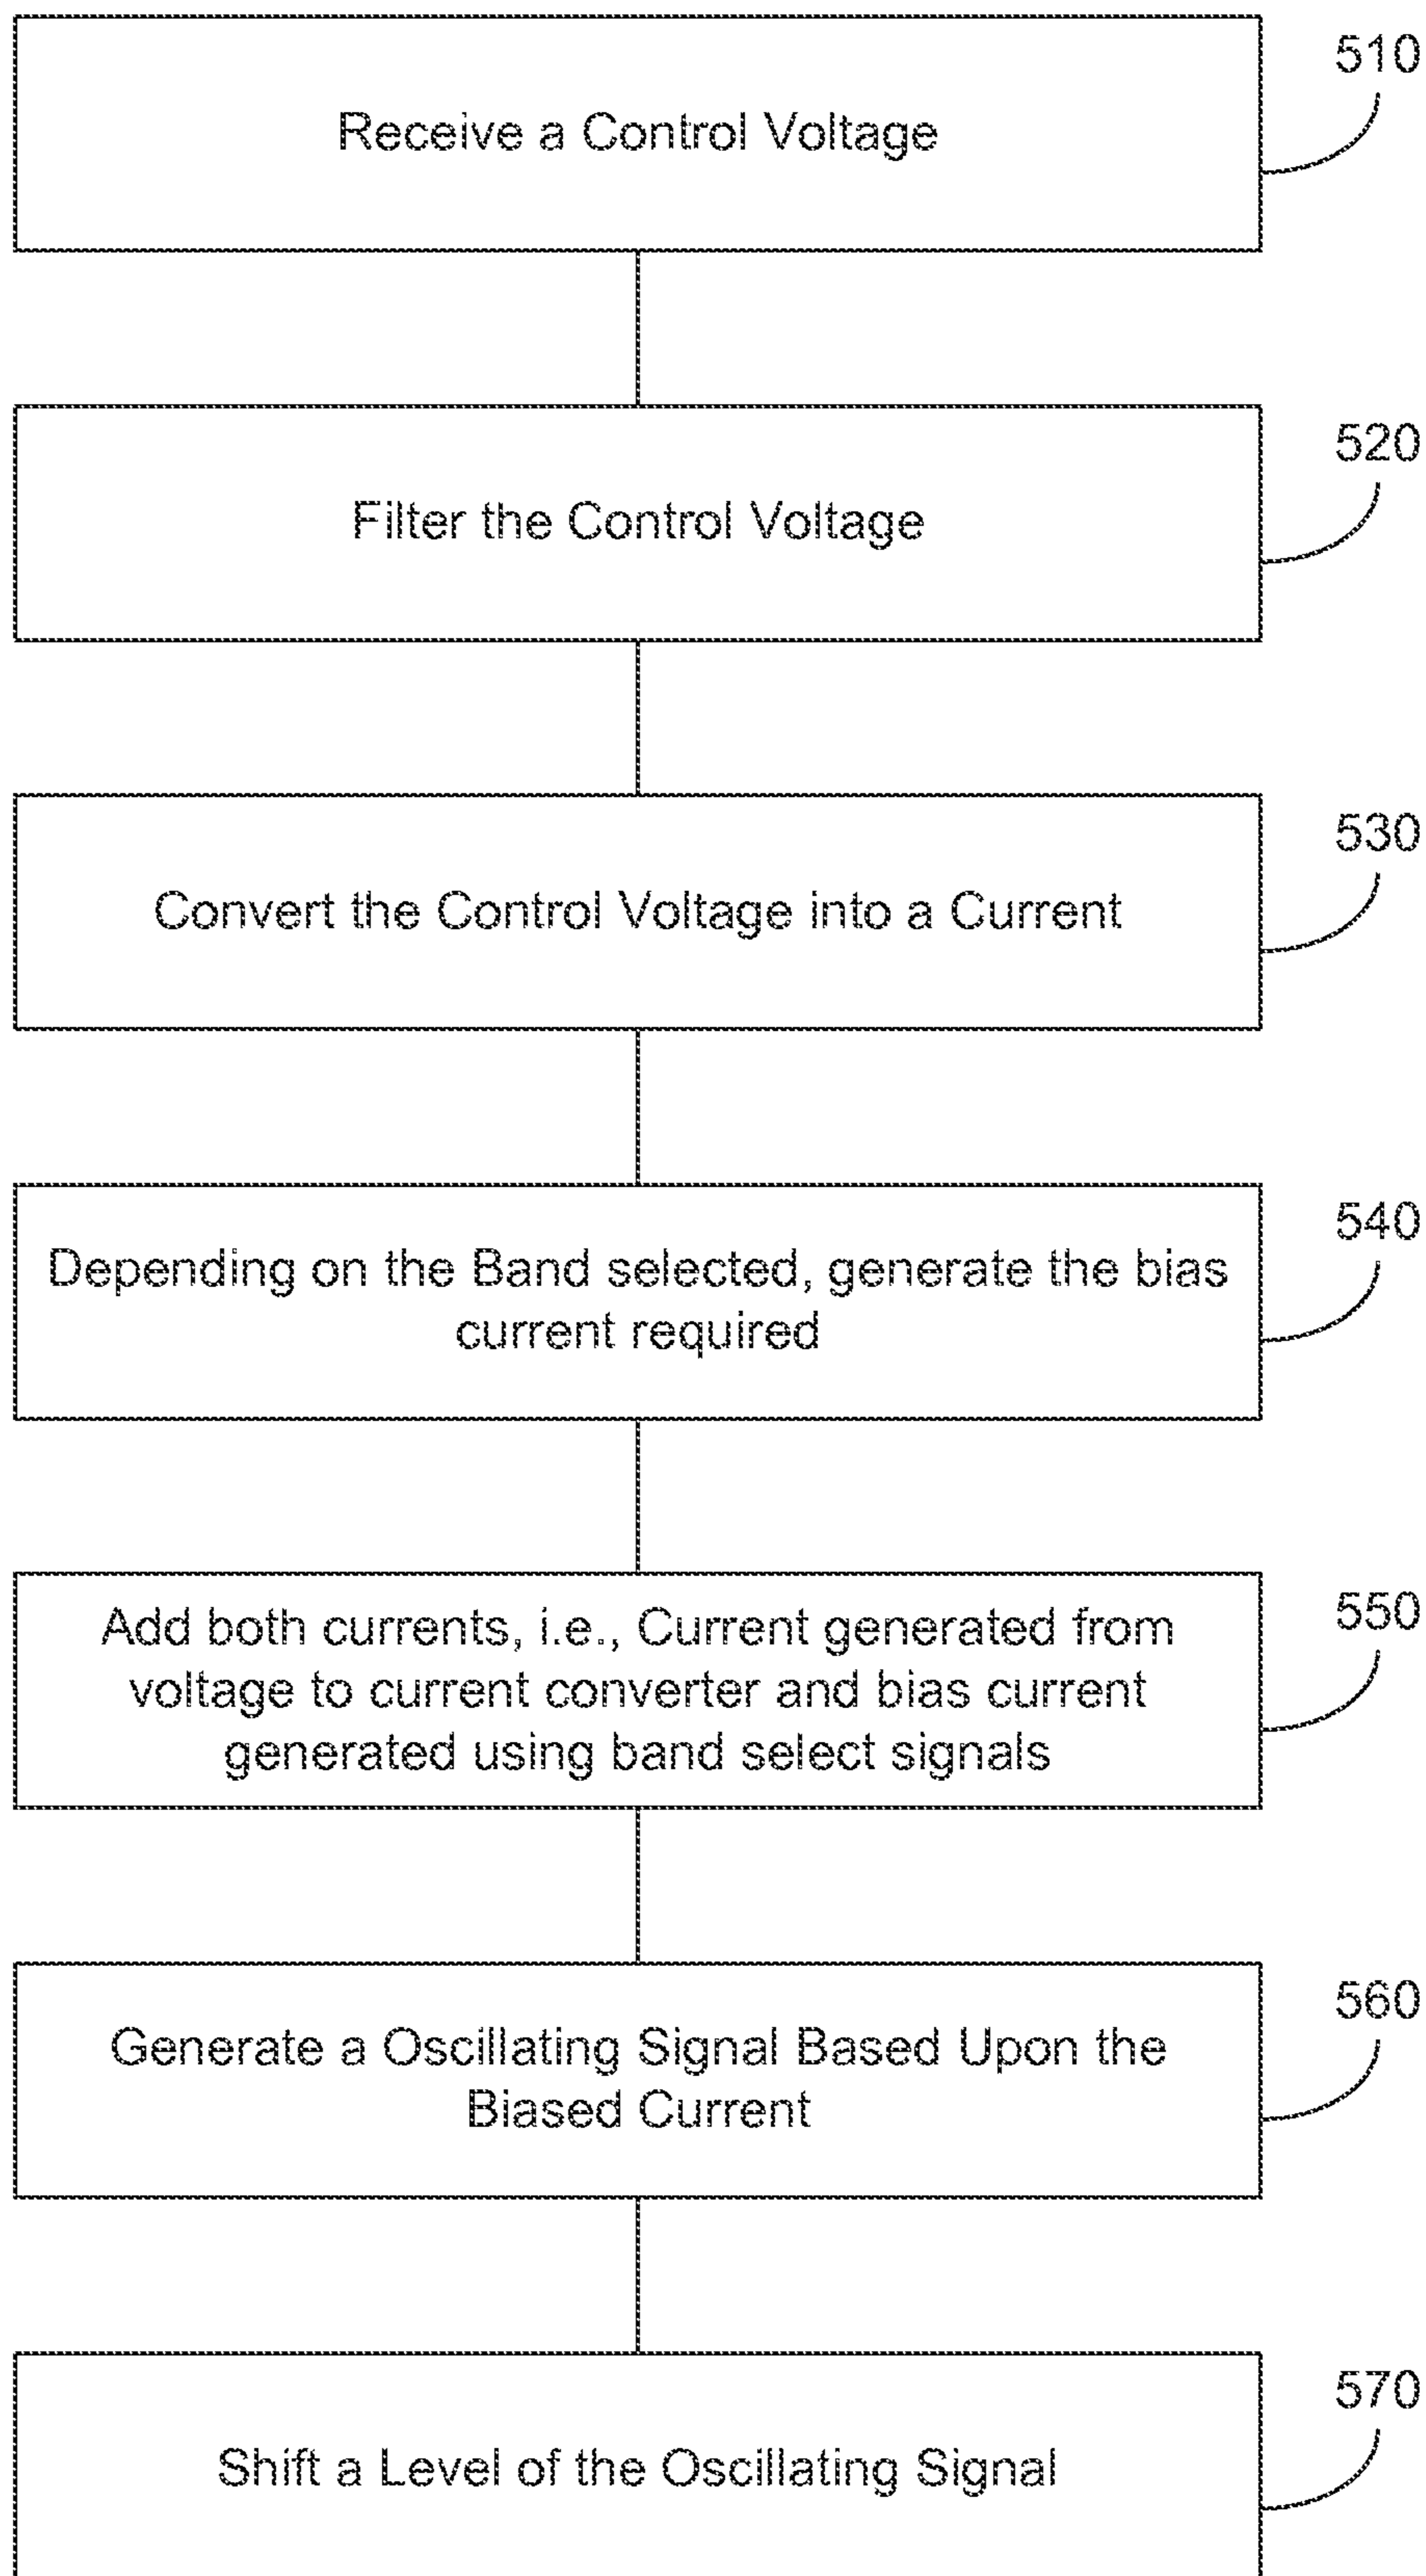 510
Receive a Control Voltage
520
Filter the Control Voltage
530
Convert the Control Voltage into a Current
540
Depending on the Band selected, generate the bias
current required
550
Add both currents, i.e., Current generated from
voltage to current converter and bias current
generated using band select signals
560
Generate a Oscillating Signal Based Upon the
Biased Current
570
Shift a Level of the Oscillating Signal